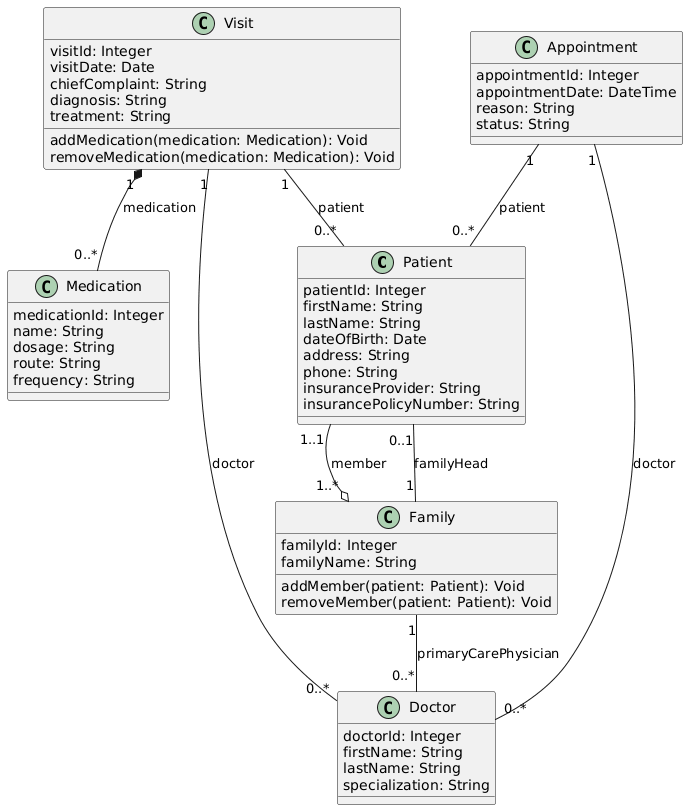 C Visit
visitId: Integer
visitDate: Date
chiefComplaint: String
diagnosis: String
treatment: String
addMedication(medication: Medication): Void
removeMedication(medication: Medication): Void
C Appointment
appointmentId: Integer
appointmentDate: DateTime
reason: String
status: String
1
1
1
1
1
medication
patient
patient
0..*
0..*
0..*
C Medication
medicationId: Integer
name: String
dosage: String
route: String
frequency: String
C Patient
patientId: Integer
firstName: String
lastName: String
dateOfBirth: Date
address: String
phone: String
insuranceProvider: String
insurancePolicyNumber: String
1..1
0..1
doctor
member
familyHead
doctor
1..*
1
C Family
familyId: Integer
familyName: String
addMember(patient: Patient): Void
removeMember(patient: Patient): Void
1
primaryCarePhysician
0..*
0..*
0..*
C Doctor
doctorId: Integer
firstName: String
lastName: String
specialization: String